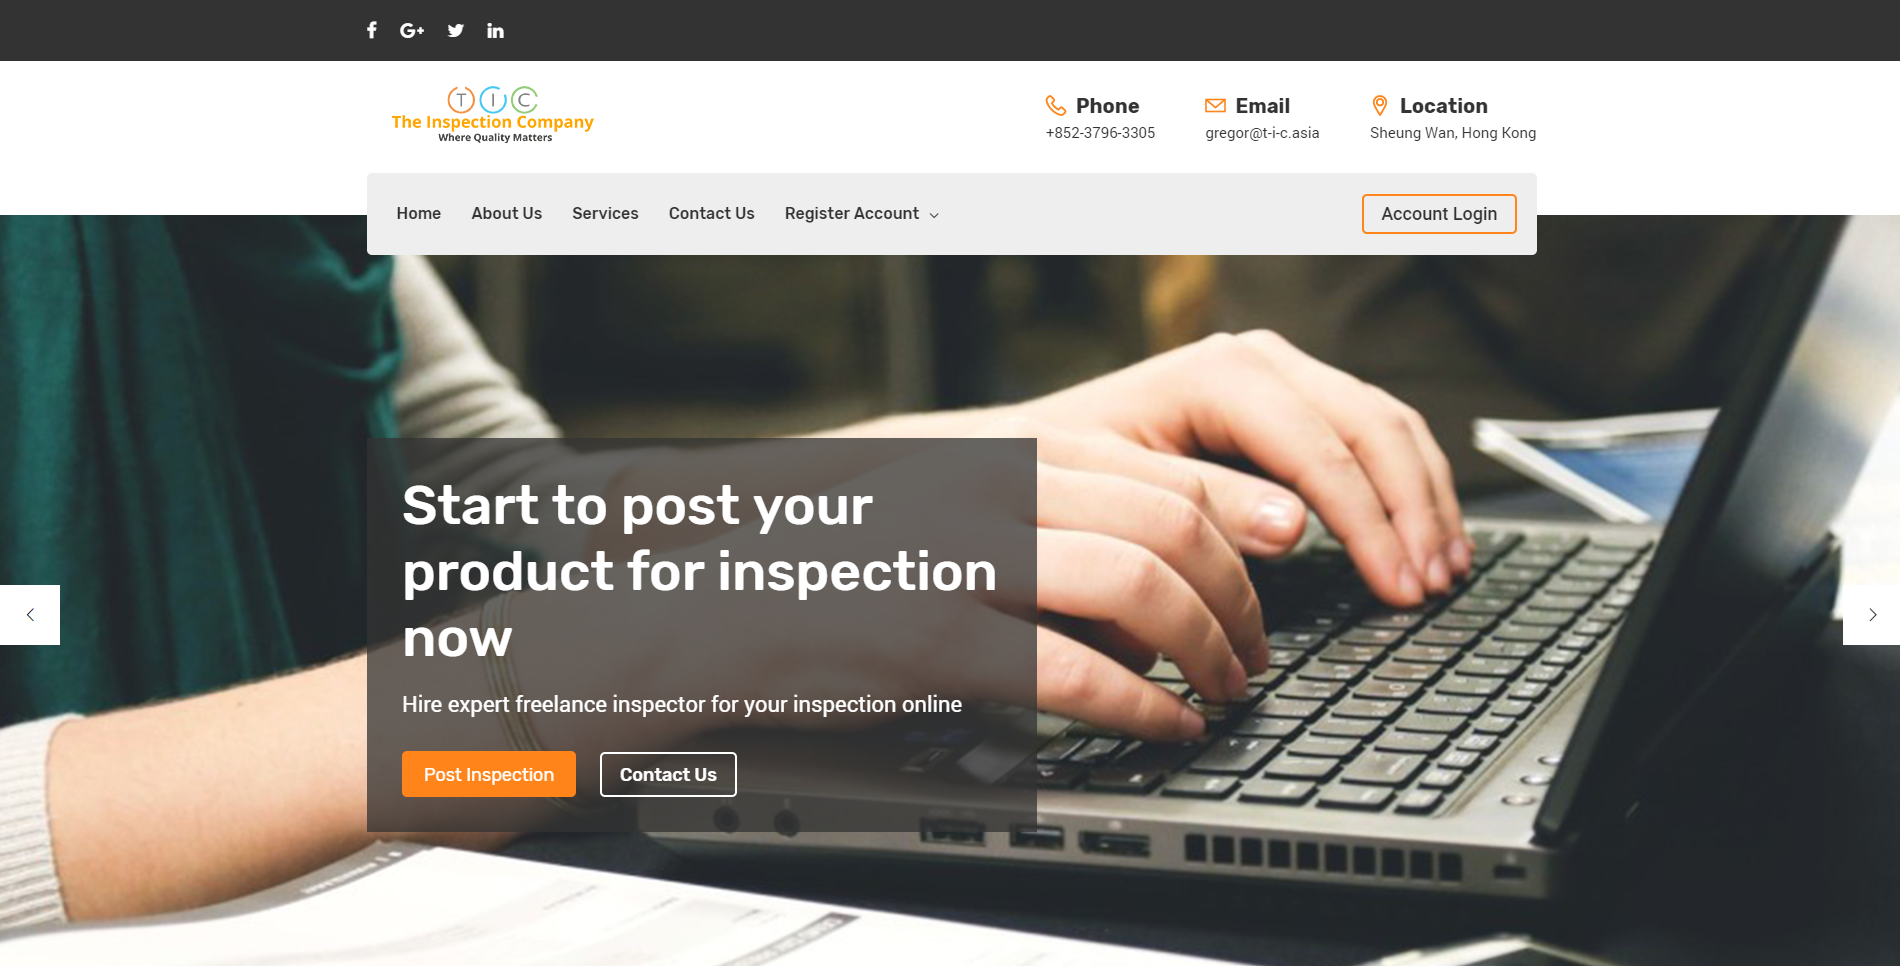 T I C
The Inspection Company
Where Quality Matters
Phone
+852-3796-3305
Email
gregor@t-i-c.asia
Location
Sheung Wan, Hong Kong
Home About Us Services Contact Us Register Account
Account Login
Start to post your
product for inspection
now
Hire expert freelance inspector for your inspection online
Post Inspection Contact Us